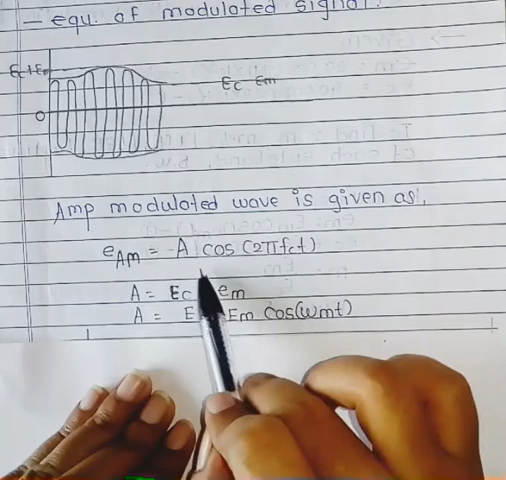 - equ. of modulated signal.
Ec+Em
Ec Em
0
Amp modulated wave is given as,
eAm = A cos (2πfct)
A = Ec em
A = E Em cos(ωmt)